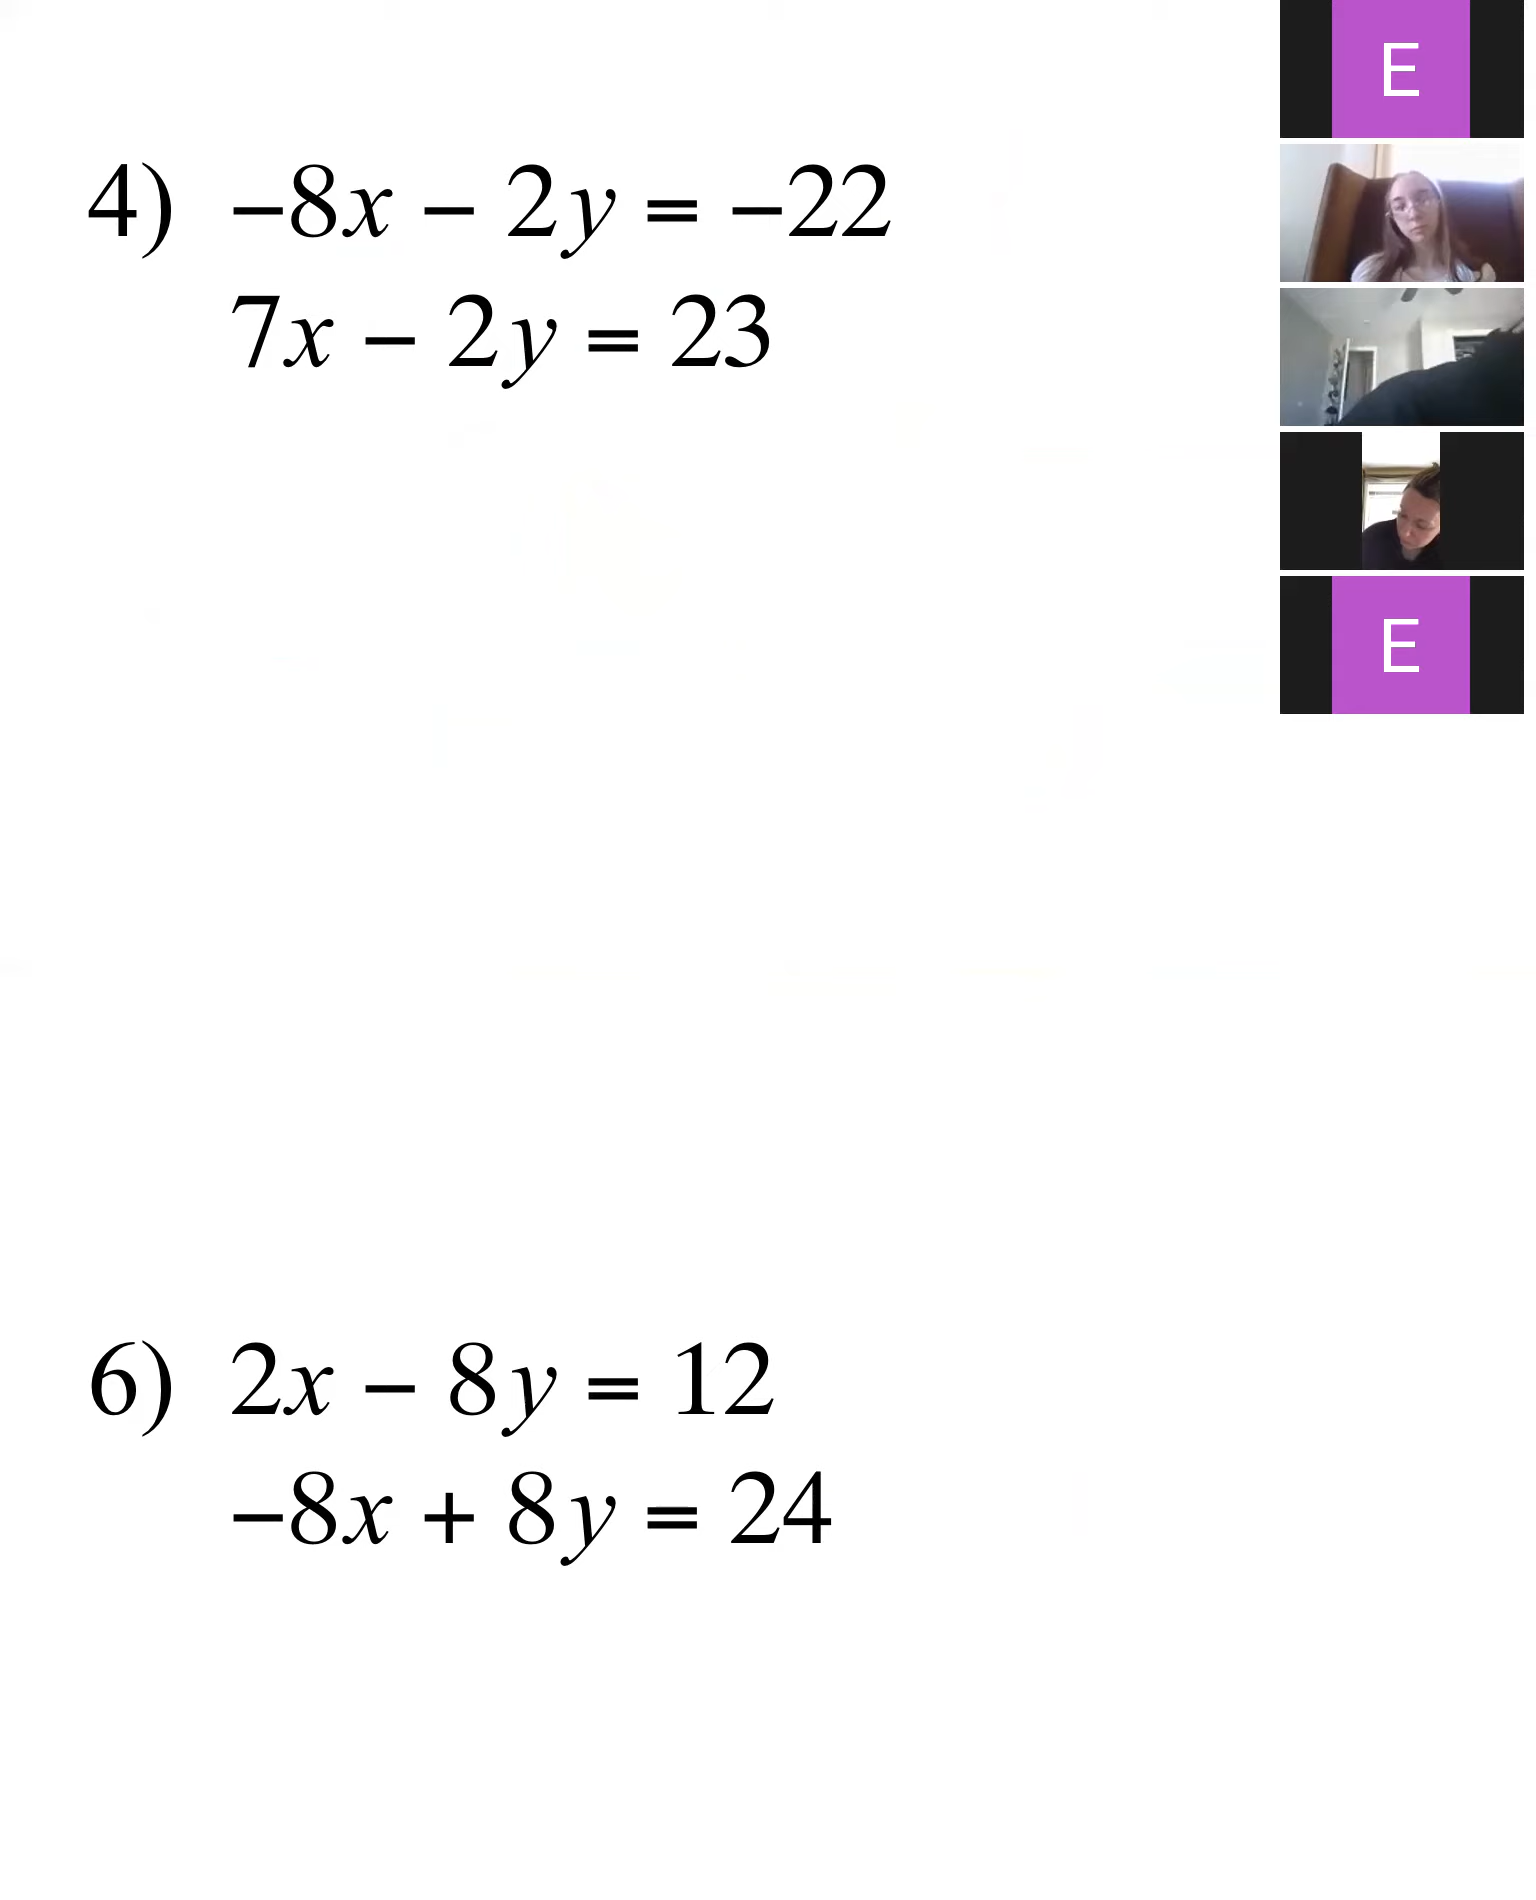 4) −8x − 2y = −22
7x − 2y = 23
6) 2x − 8y = 12
−8x + 8y = 24
E
E